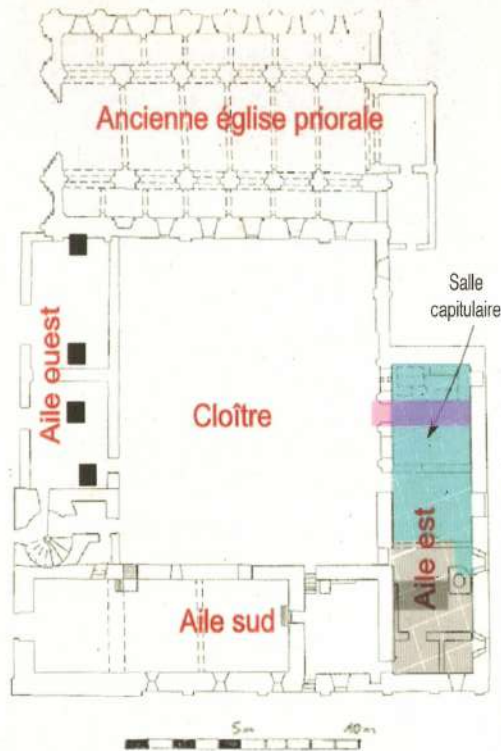 Ancienne église priorale
Salle
capitulaire
Aile ouest
Cloître
Aile est
Aile sud
5m
10m